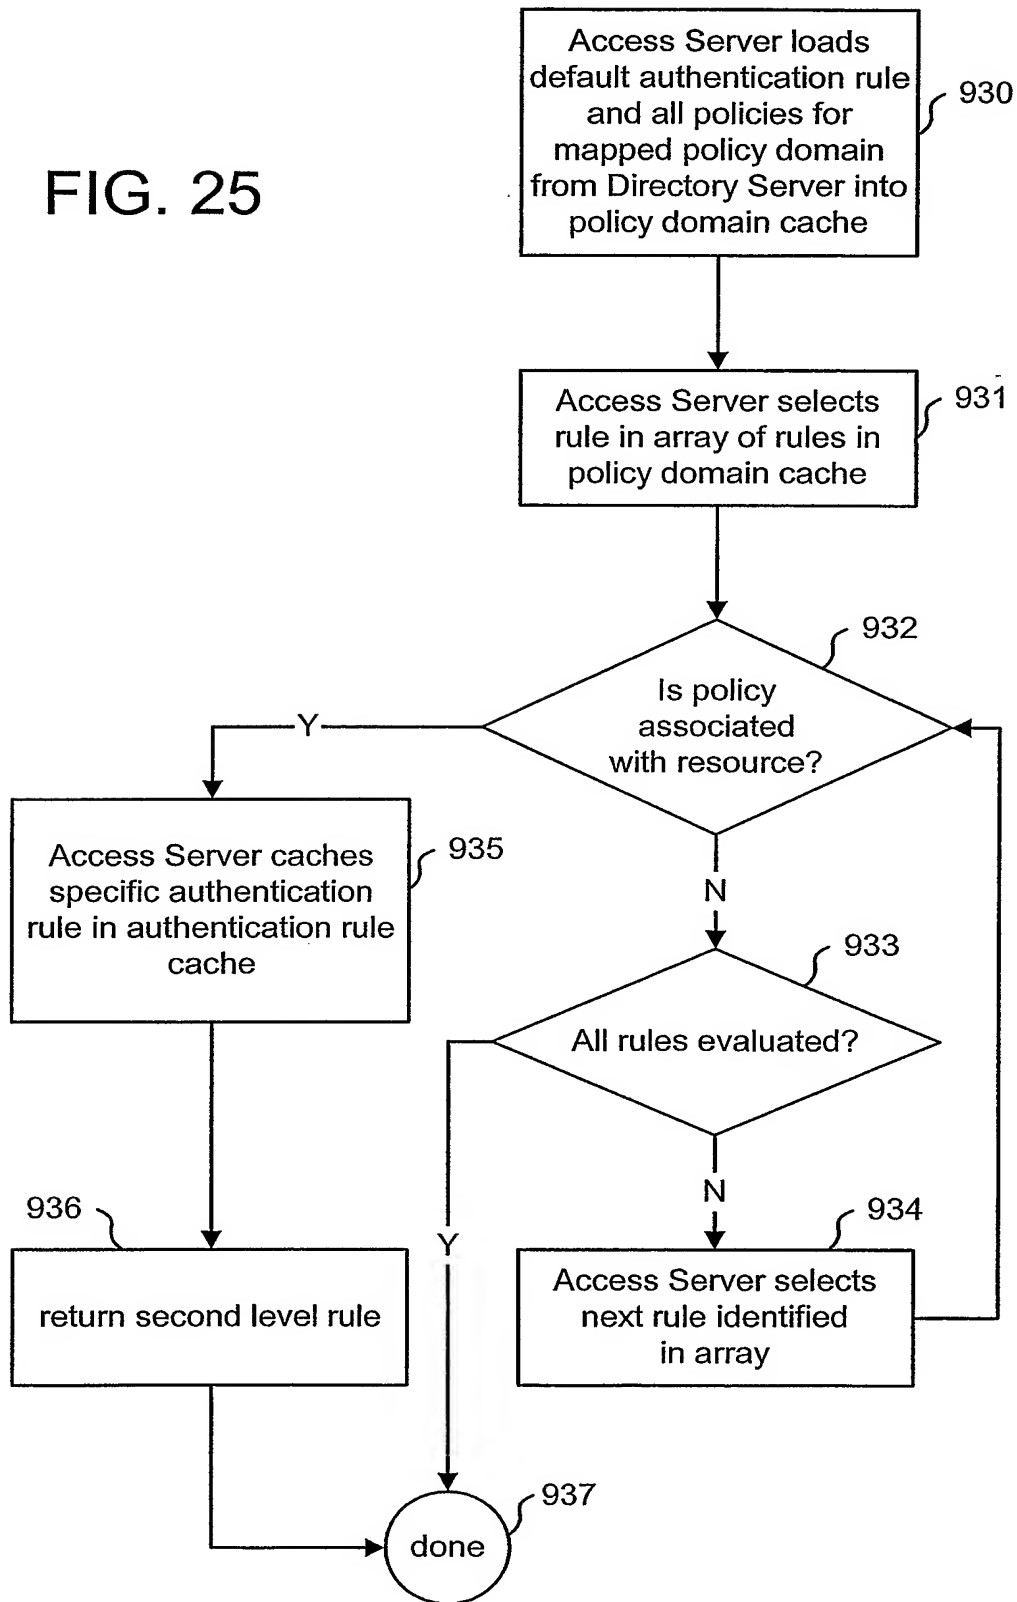 FIG. 25
Access Server loads
default authentication rule
and all policies for
mapped policy domain
from Directory Server into
policy domain cache
930
Access Server selects
rule in array of rules in
policy domain cache
931
Is policy
associated
with resource?
932
Y
N
Access Server caches
specific authentication
rule in authentication rule
cache
935
All rules evaluated?
933
Y
N
return second level rule
936
Access Server selects
next rule identified
in array
934
done
937